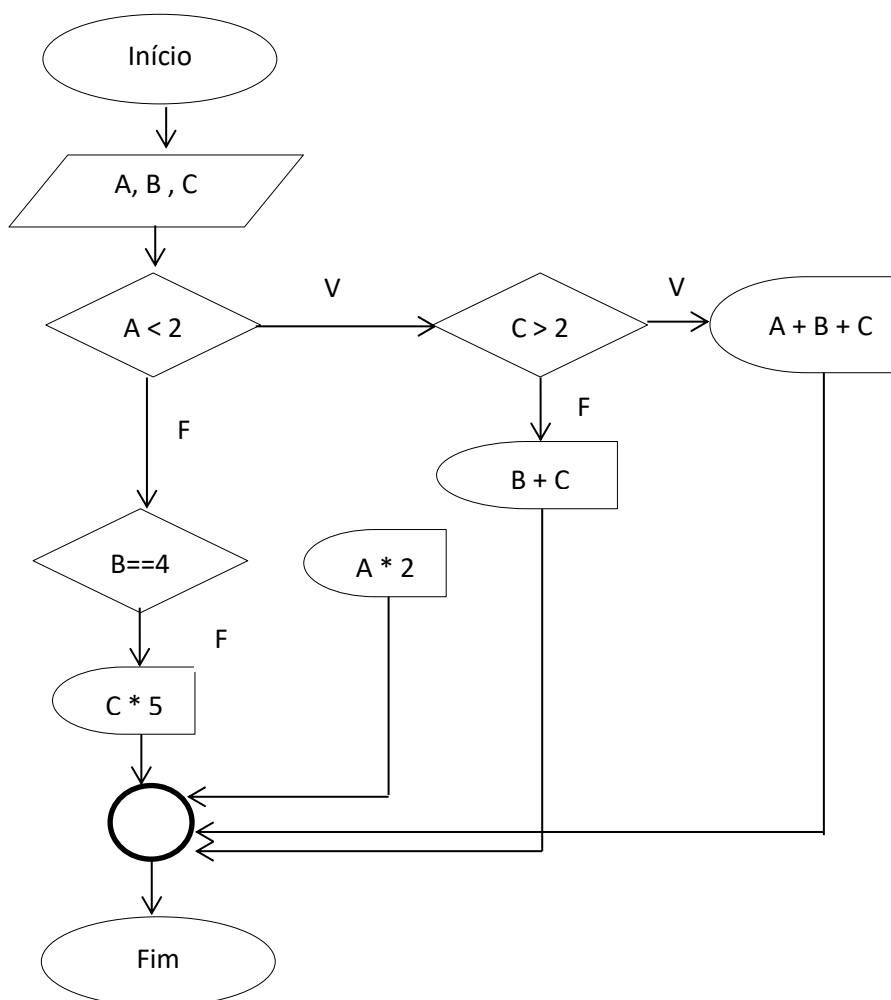 Início
A, B , C
A < 2
V
C > 2
V
A + B + C
F
F
B + C
B==4
A * 2
F
C * 5
Fim